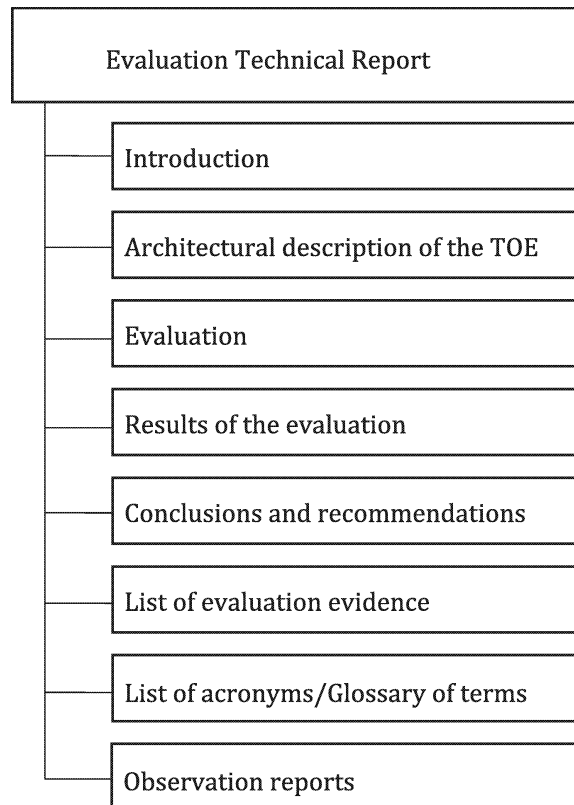 Evaluation Technical Report
Introduction
Architectural description of the TOE
Evaluation
Results of the evaluation
Conclusions and recommendations
List of evaluation evidence
List of acronyms/Glossary of terms
Observation reports